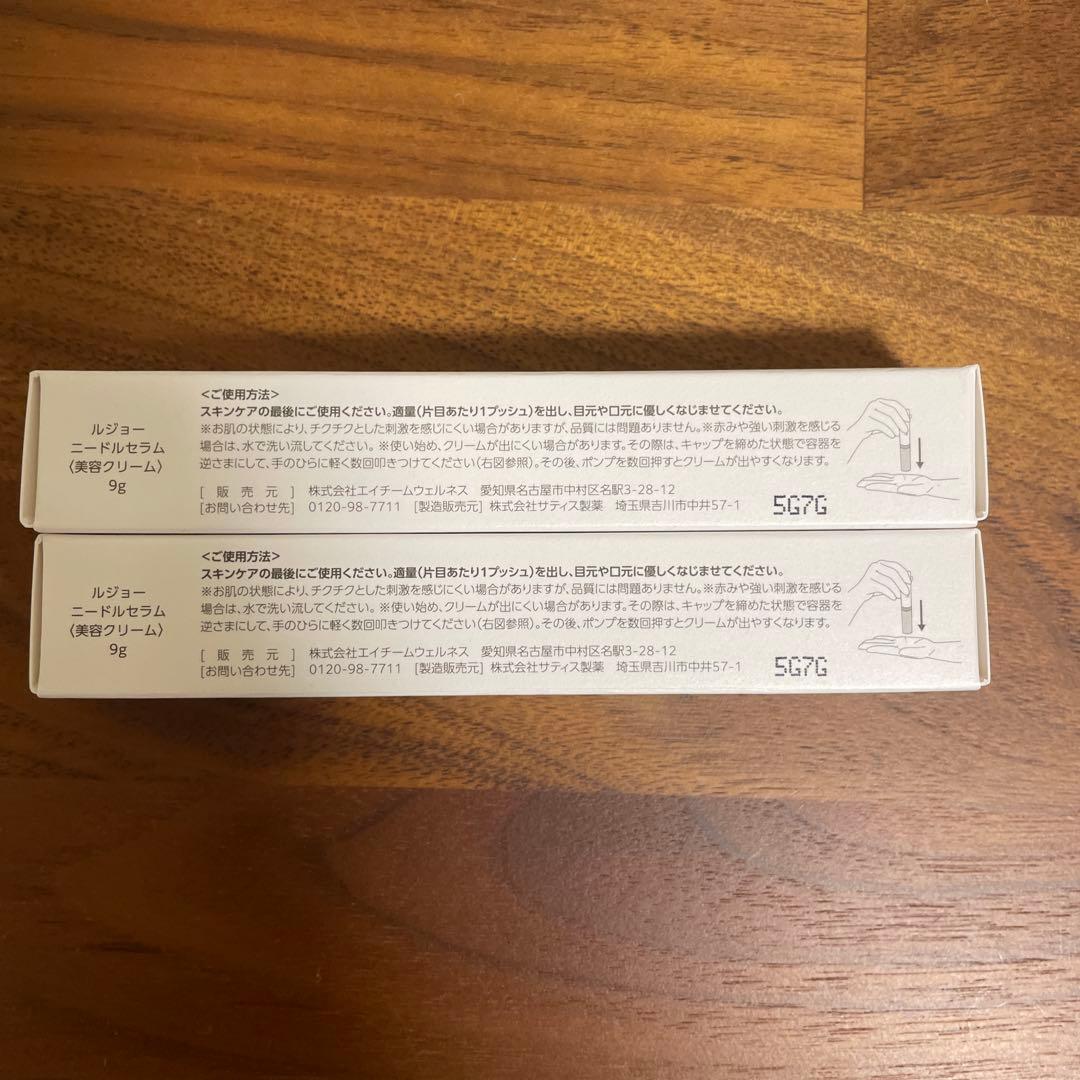 ルジョー
ニードルセラム
〈美容クリーム〉
9g
<ご使用方法>
スキンケアの最後にご使用ください。適量(片目あたり1プッシュ)を出し、目元や口元に優しくなじませてください。
※お肌の状態により、チクチクとした刺激を感じにくい場合がありますが、品質には問題ありません。※赤みや強い刺激を感じる
場合は、水で洗い流してください。※使い始め、クリームが出にくい場合があります。その際は、キャップを締めた状態で容器を
逆さまにして、手のひらに軽く数回叩きつけてください(右図参照)。その後、ポンプを数回押すとクリームが出やすくなります。
[販売元] 株式会社エイチームウェルネス 愛知県名古屋市中村区名駅3-28-12
[お問い合わせ先] 0120-98-7711 [製造販売元] 株式会社サティス製薬 埼玉県吉川市中井57-1
5G7G
ルジョー
ニードルセラム
〈美容クリーム〉
9g
<ご使用方法>
スキンケアの最後にご使用ください。適量(片目あたり1プッシュ)を出し、目元や口元に優しくなじませてください。
※お肌の状態により、チクチクとした刺激を感じにくい場合がありますが、品質には問題ありません。※赤みや強い刺激を感じる
場合は、水で洗い流してください。※使い始め、クリームが出にくい場合があります。その際は、キャップを締めた状態で容器を
逆さまにして、手のひらに軽く数回叩きつけてください(右図参照)。その後、ポンプを数回押すとクリームが出やすくなります。
[販売元] 株式会社エイチームウェルネス 愛知県名古屋市中村区名駅3-28-12
[お問い合わせ先] 0120-98-7711 [製造販売元] 株式会社サティス製薬 埼玉県吉川市中井57-1
5G7G